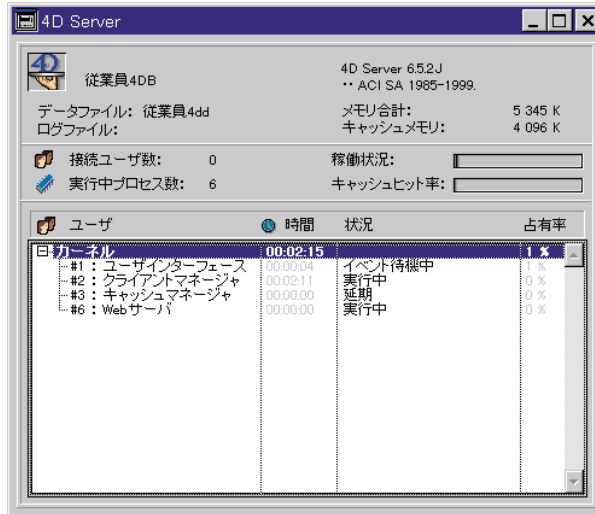 4D Server
従業員4DB
4D Server 6.5.2J
·· ACI SA 1985-1999.
データファイル: 従業員4dd
ログファイル:
メモリ合計: 5 345 K
キャッシュメモリ: 4 096 K
接続ユーザ数: 0
実行中プロセス数: 6
稼働状況:
キャッシュヒット率:
ユーザ 時間 状況 占有率
カーネル 00:02:15 1 %
#1 : ユーザインターフェース 00:00:04 イベント待機中 1 %
#2 : クライアントマネージャ 00:02:11 実行中 0 %
#3 : キャッシュマネージャ 00:00:00 延期 0 %
#6 : Webサーバ 00:00:00 実行中 0 %